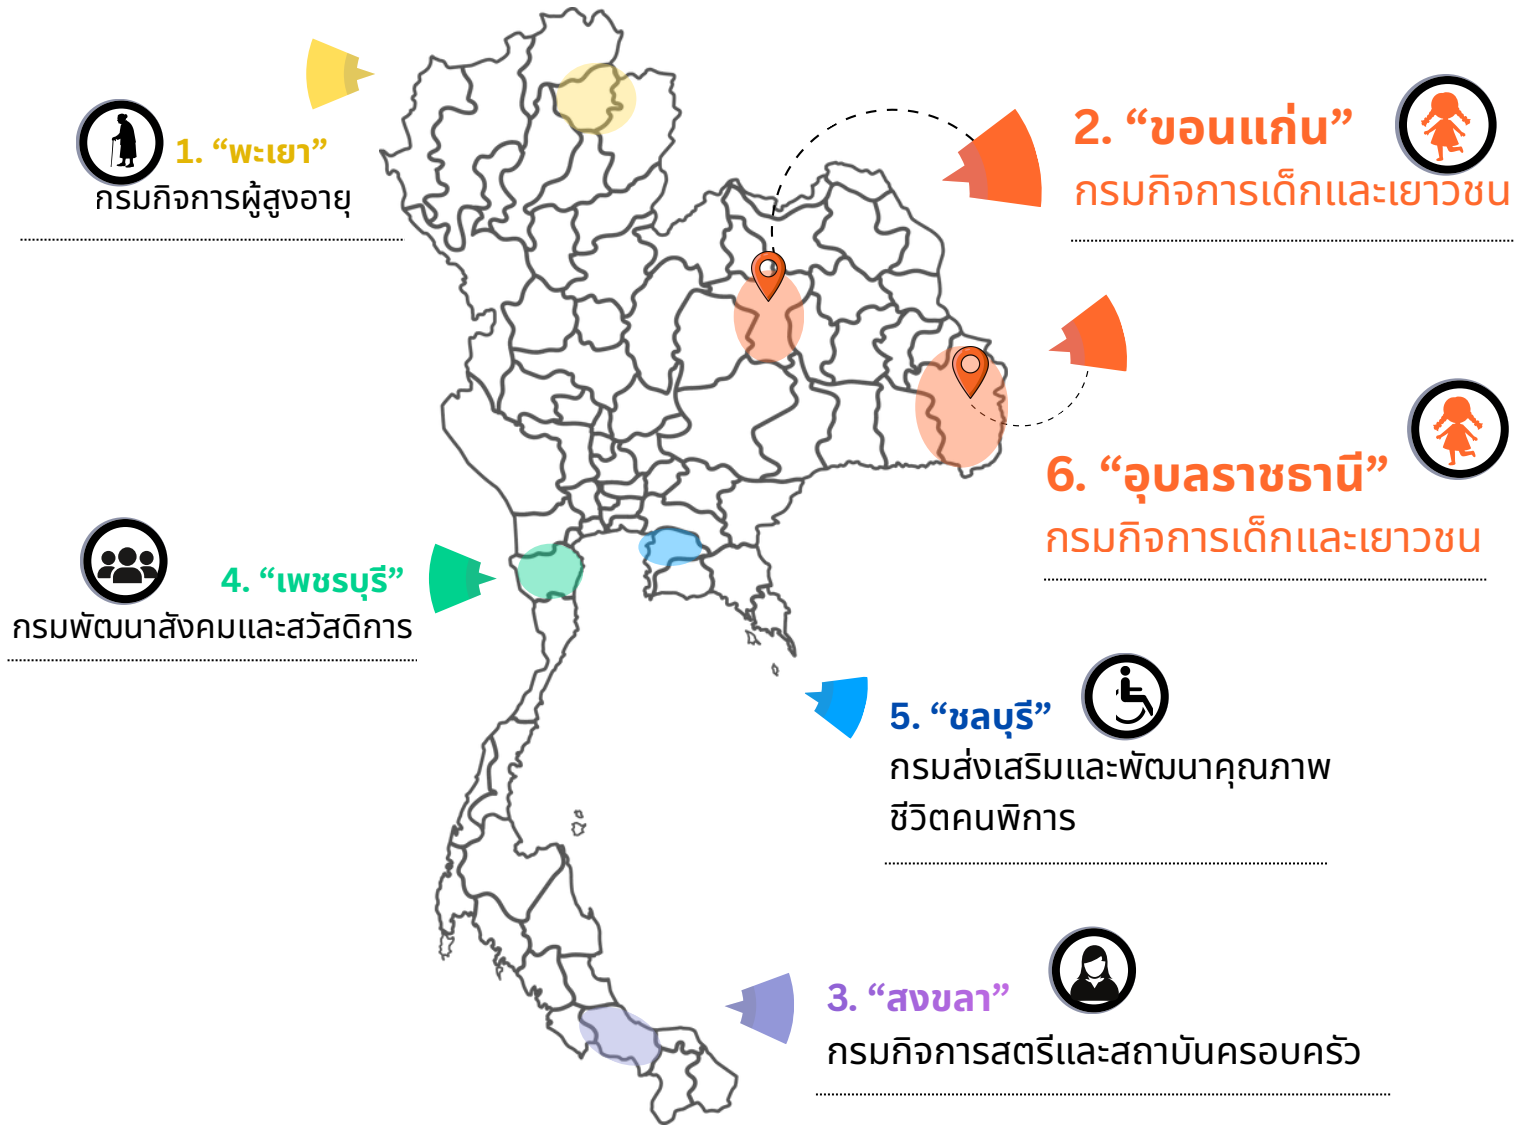 1. “พะเยา”
กรมกิจการผู้สูงอายุ
2. “ขอนแก่น”
กรมกิจการเด็กและเยาวชน
6. “อุบลราชธานี”
กรมกิจการเด็กและเยาวชน
4. “เพชรบุรี”
กรมพัฒนาสังคมและสวัสดิการ
5. “ชลบุรี”
กรมส่งเสริมและพัฒนาคุณภาพ
ชีวิตคนพิการ
3. “สงขลา”
กรมกิจการสตรีและสถาบันครอบครัว